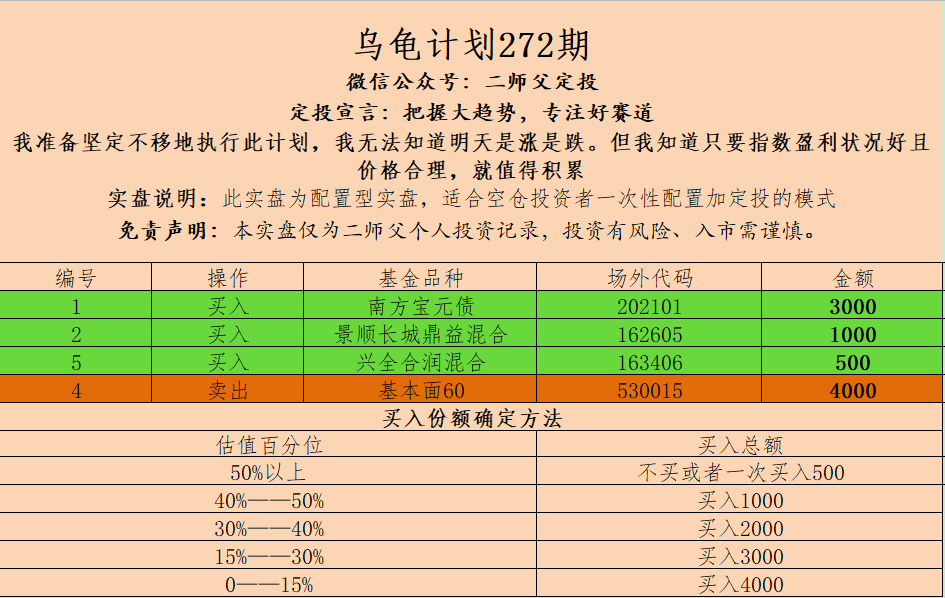 乌龟计划272期
微信公众号：二师父定投
定投宣言：把握大趋势，专注好赛道
我准备坚定不移地执行此计划，我无法知道明天是涨是跌。但我知道只要指数盈利状况好且
价格合理，就值得积累
实盘说明：此实盘为配置型实盘，适合空仓投资者一次性配置加定投的模式
免责声明：本实盘仅为二师父个人投资记录，投资有风险、入市需谨慎。
编号 操作 基金品种 场外代码 金额
1 买入 南方宝元债 202101 3000
2 买入 景顺长城鼎益混合 162605 1000
5 买入 兴全合润混合 163406 500
4 卖出 基本面60 530015 4000
买入份额确定方法
估值百分位 买入总额
50%以上 不买或者一次买入500
40%——50% 买入1000
30%——40% 买入2000
15%——30% 买入3000
0——15% 买入4000